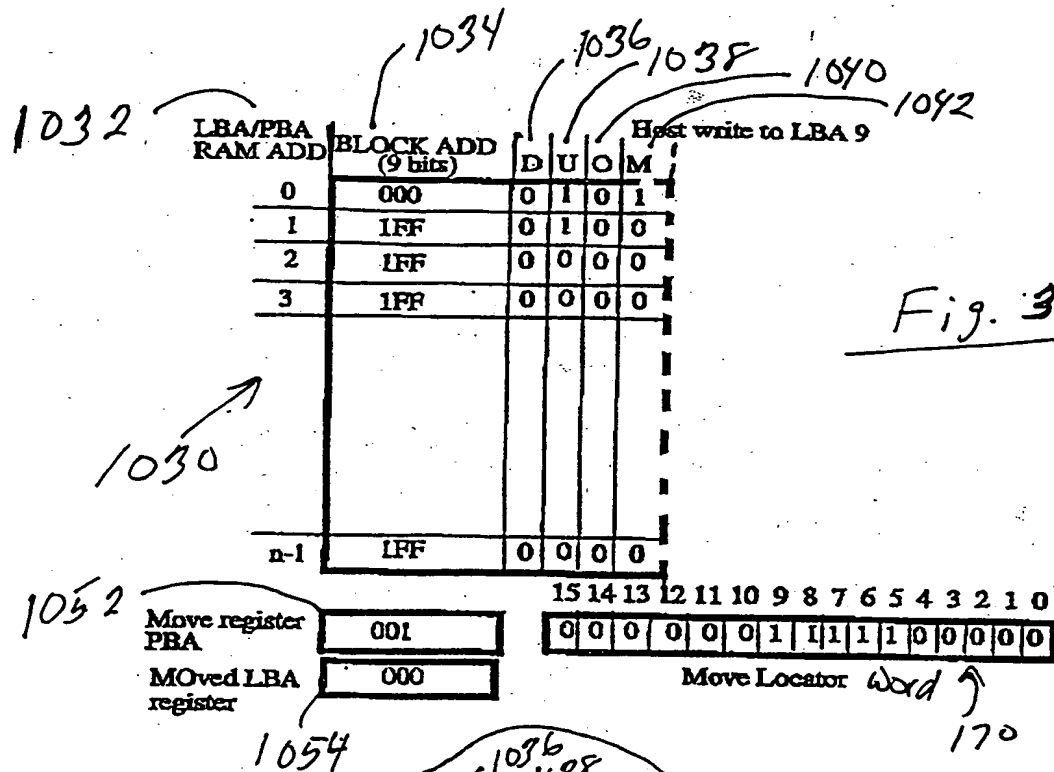 1034
1036
1038
1040
1042
1032
LBA/PBA RAM ADD
BLOCK ADD (9 bits)
D U O M
Host write to LBA 9
0 000 0 1 0 1
1 1FF 0 1 0 0
2 1FF 0 0 0 0
3 1FF 0 0 0 0
Fig. 3
1030
n-1 1FF 0 0 0 0
1052
15 14 13 12 11 10 9 8 7 6 5 4 3 2 1 0
Move register PBA
001
0 0 0 0 0 0 1 1 1 1 1 0 0 0 0 0
MOved LBA register
000
Move Locator Word
170
1054
1036